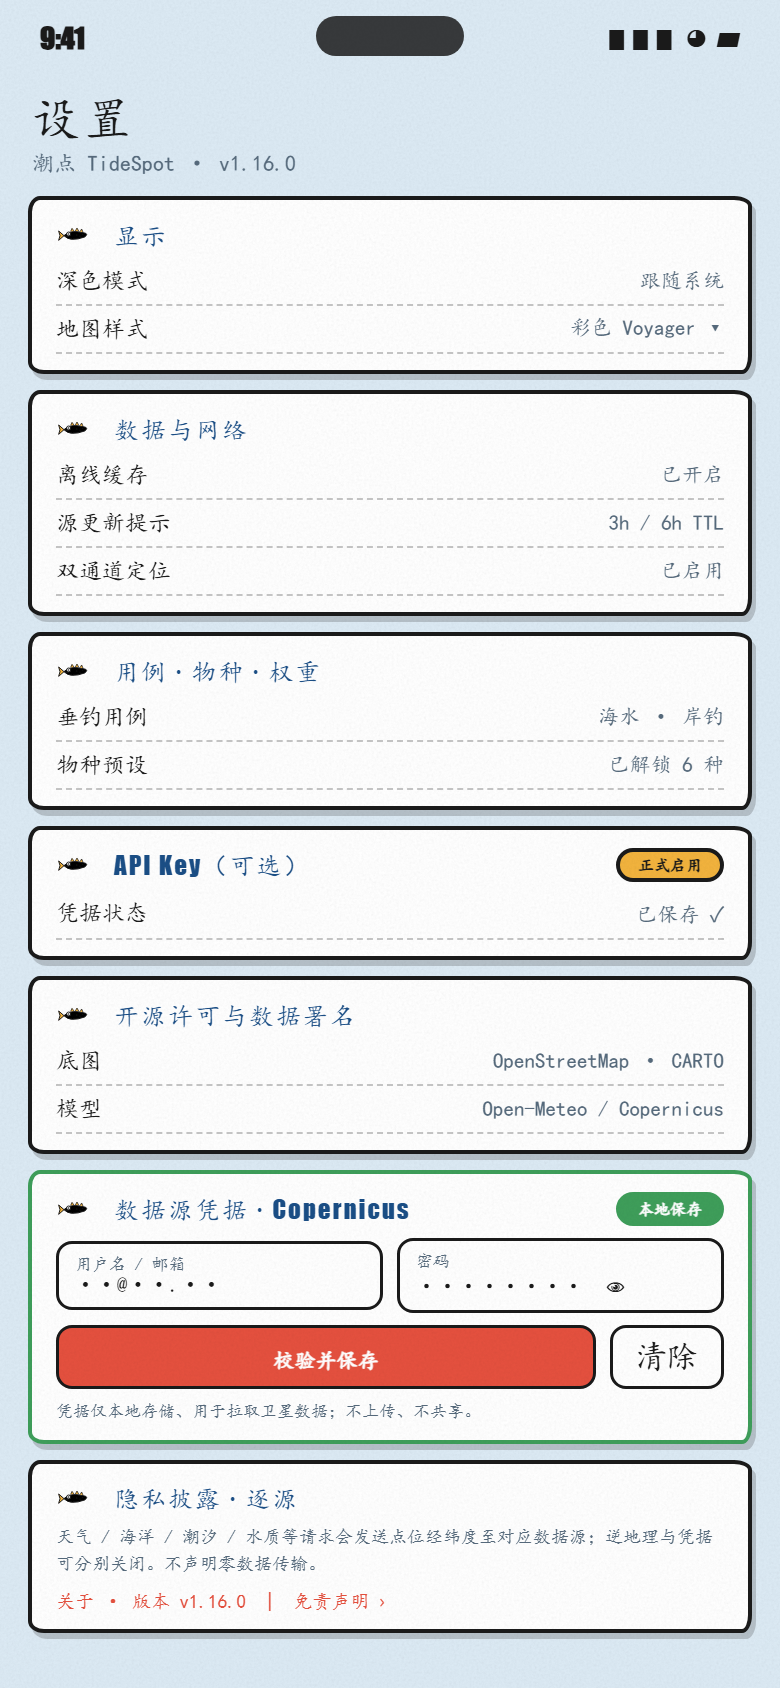 9:41
设置
潮点 TideSpot • v1.16.0
显示
深色模式 跟随系统
地图样式 彩色 Voyager ▾
数据与网络
离线缓存 已开启
源更新提示 3h / 6h TTL
双通道定位 已启用
用例·物种·权重
垂钓用例 海水 • 岸钓
物种预设 已解锁 6 种
API Key（可选） 正式启用
凭据状态 已保存 ✓
开源许可与数据署名
底图 OpenStreetMap • CARTO
模型 Open-Meteo / Copernicus
数据源凭据·Copernicus 本地保存
用户名 / 邮箱
••@••.••
密码
••••••••
校验并保存 清除
凭据仅本地存储、用于拉取卫星数据；不上传、不共享。
隐私披露·逐源
天气 / 海洋 / 潮汐 / 水质等请求会发送点位经纬度至对应数据源；逆地理与凭据
可分别关闭。不声明零数据传输。
关于 • 版本 v1.16.0 | 免责声明 ›